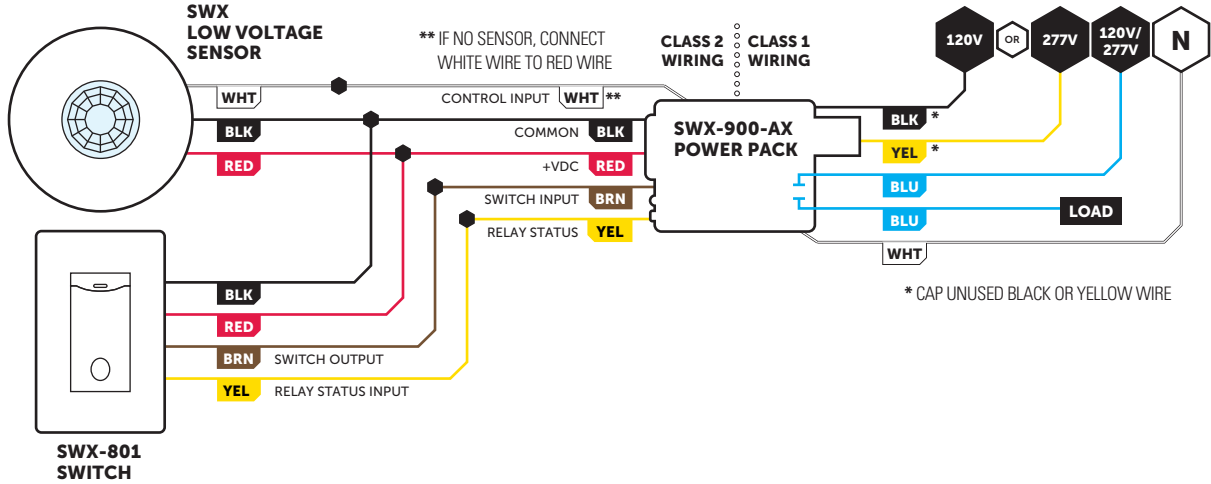 SWX
LOW VOLTAGE
SENSOR
** IF NO SENSOR, CONNECT
WHITE WIRE TO RED WIRE
CLASS 2
WIRING
CLASS 1
WIRING
120V
OR
277V
120V/
277V
N
WHT
CONTROL INPUT WHT **
BLK
COMMON BLK
RED
+VDC RED
SWITCH INPUT BRN
RELAY STATUS YEL
SWX-900-AX
POWER PACK
BLK *
YEL *
BLU
BLU
LOAD
WHT
* CAP UNUSED BLACK OR YELLOW WIRE
BLK
RED
BRN SWITCH OUTPUT
YEL RELAY STATUS INPUT
SWX-801
SWITCH